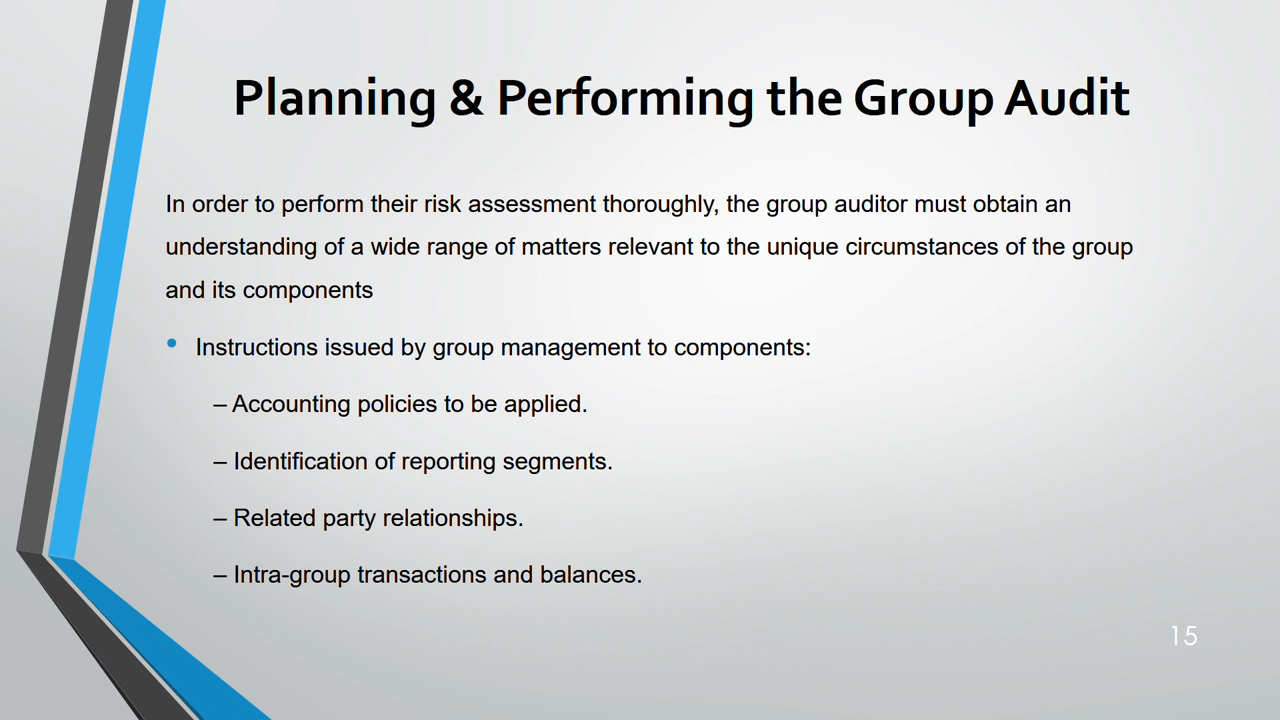 Planning & Performing the Group Audit
In order to perform their risk assessment thoroughly, the group auditor must obtain an
understanding of a wide range of matters relevant to the unique circumstances of the group
and its components
• Instructions issued by group management to components:
– Accounting policies to be applied.
– Identification of reporting segments.
– Related party relationships.
– Intra-group transactions and balances.
15